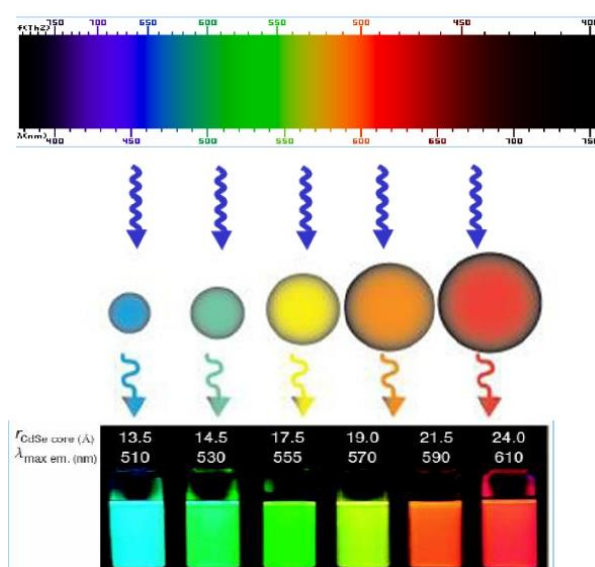 f(THz) 750 700 650 600 550 500 450 400
λ(nm) 400 450 500 550 600 650 700 750
rCdSe core (Å) 13.5 14.5 17.5 19.0 21.5 24.0
λmax em. (nm) 510 530 555 570 590 610